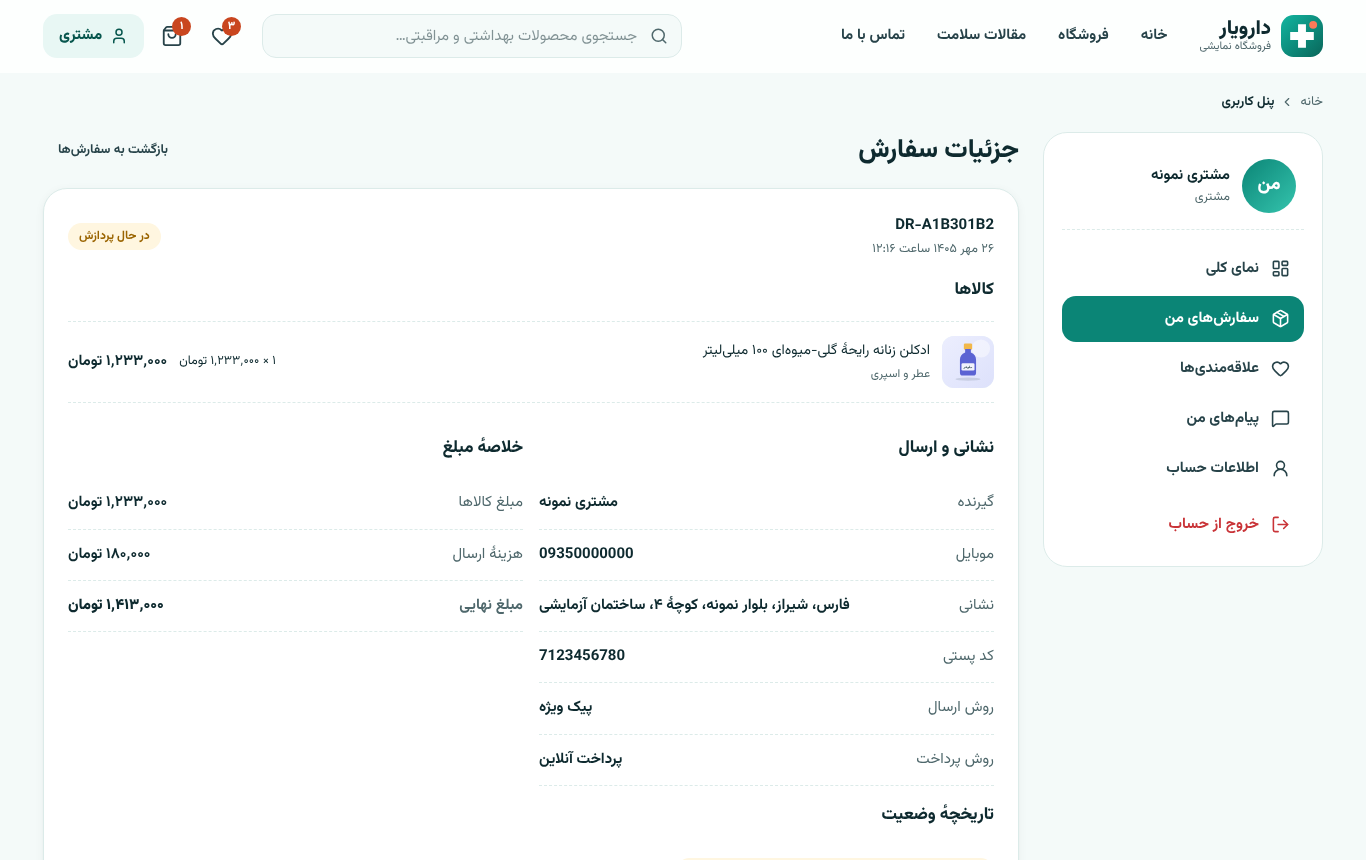 دارویار
فروشگاه نمایشی
خانه
فروشگاه
مقالات سلامت
تماس با ما
جستجوی محصولات بهداشتی و مراقبتی...
۳
۱
مشتری
خانه
پنل کاربری
من
مشتری نمونه
مشتری
نمای کلی
سفارش‌های من
علاقه‌مندی‌ها
پیام‌های من
اطلاعات حساب
خروج از حساب
جزئیات سفارش
بازگشت به سفارش‌ها
DR-A1B301B2
۲۶ مهر ۱۴۰۵ ساعت ۱۲:۱۶
در حال پردازش
کالاها
ادکلن زنانه رایحهٔ گلی-میوه‌ای ۱۰۰ میلی‌لیتر
عطر و اسپری
۱ × ۱,۲۳۳,۰۰۰ تومان
۱,۲۳۳,۰۰۰ تومان
نشانی و ارسال
گیرنده
مشتری نمونه
موبایل
09350000000
نشانی
فارس، شیراز، بلوار نمونه، کوچهٔ ۴، ساختمان آزمایشی
کد پستی
7123456780
روش ارسال
پیک ویژه
روش پرداخت
پرداخت آنلاین
خلاصهٔ مبلغ
مبلغ کالاها
۱,۲۳۳,۰۰۰ تومان
هزینهٔ ارسال
۱۸۰,۰۰۰ تومان
مبلغ نهایی
۱,۴۱۳,۰۰۰ تومان
تاریخچهٔ وضعیت